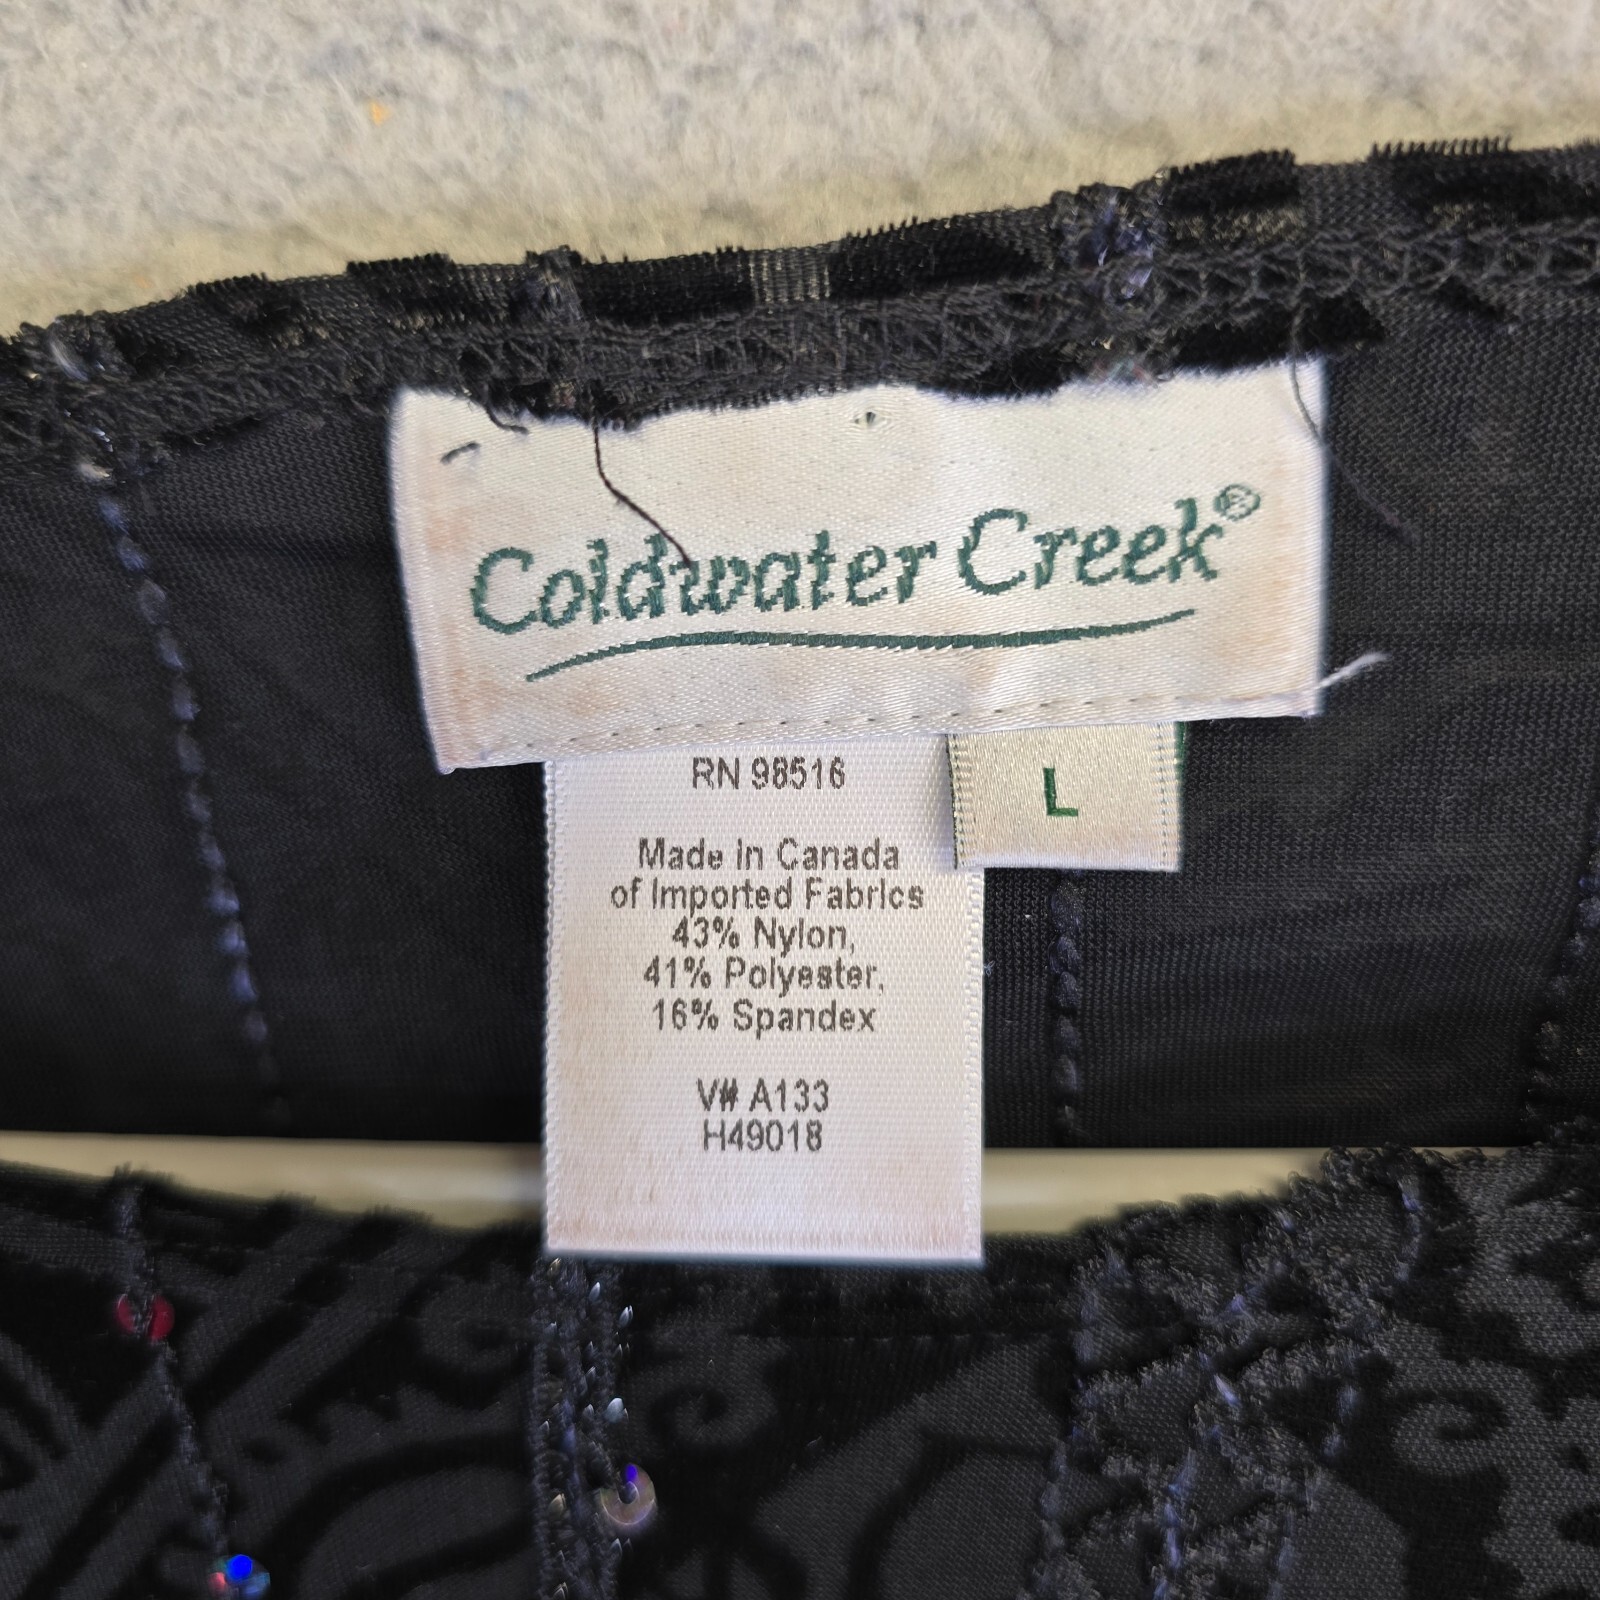 Coldwater Creek®
L
RN 98516
Made in Canada
of Imported Fabrics
43% Nylon,
41% Polyester,
16% Spandex
V# A133
H49018